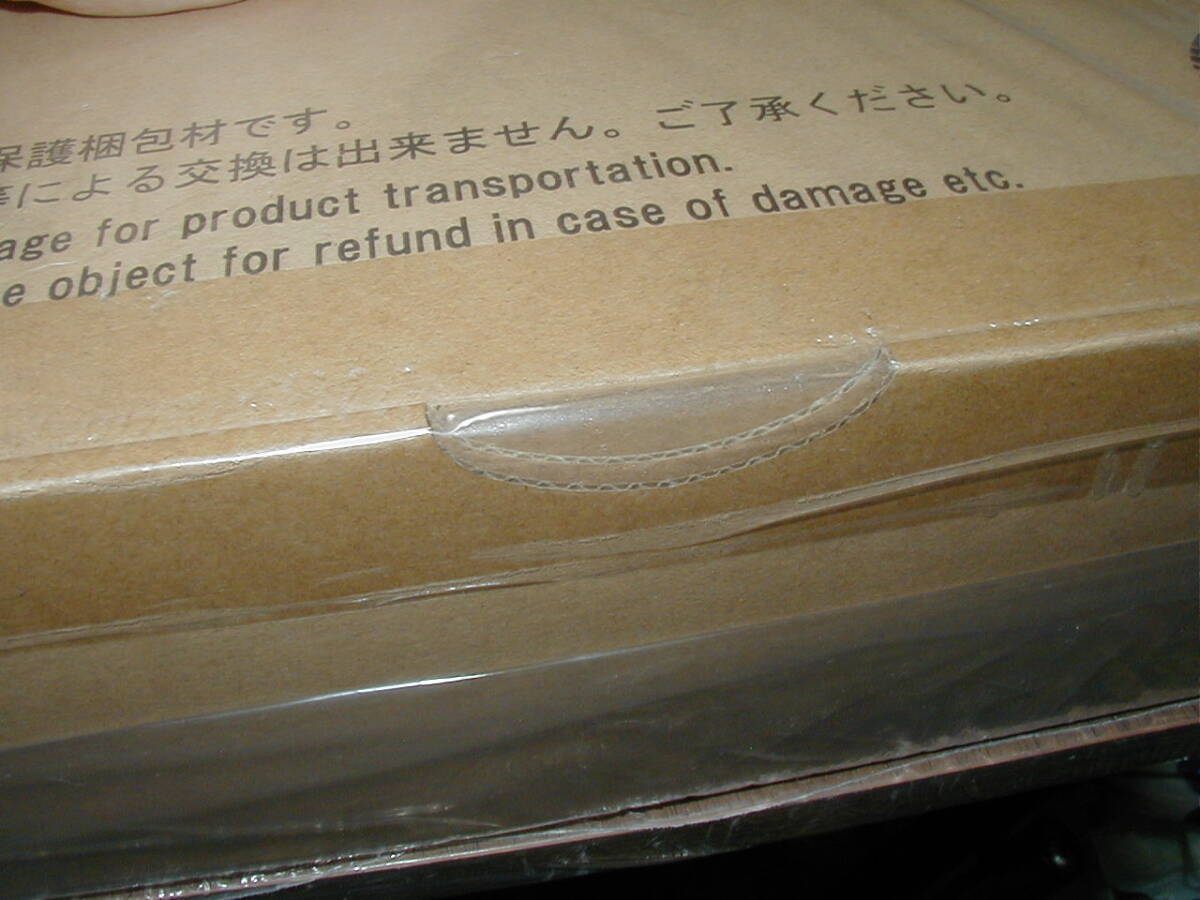 保護梱包材です。
等による交換は出来ません。ご了承ください。
age for product transportation.
e object for refund in case of damage etc.